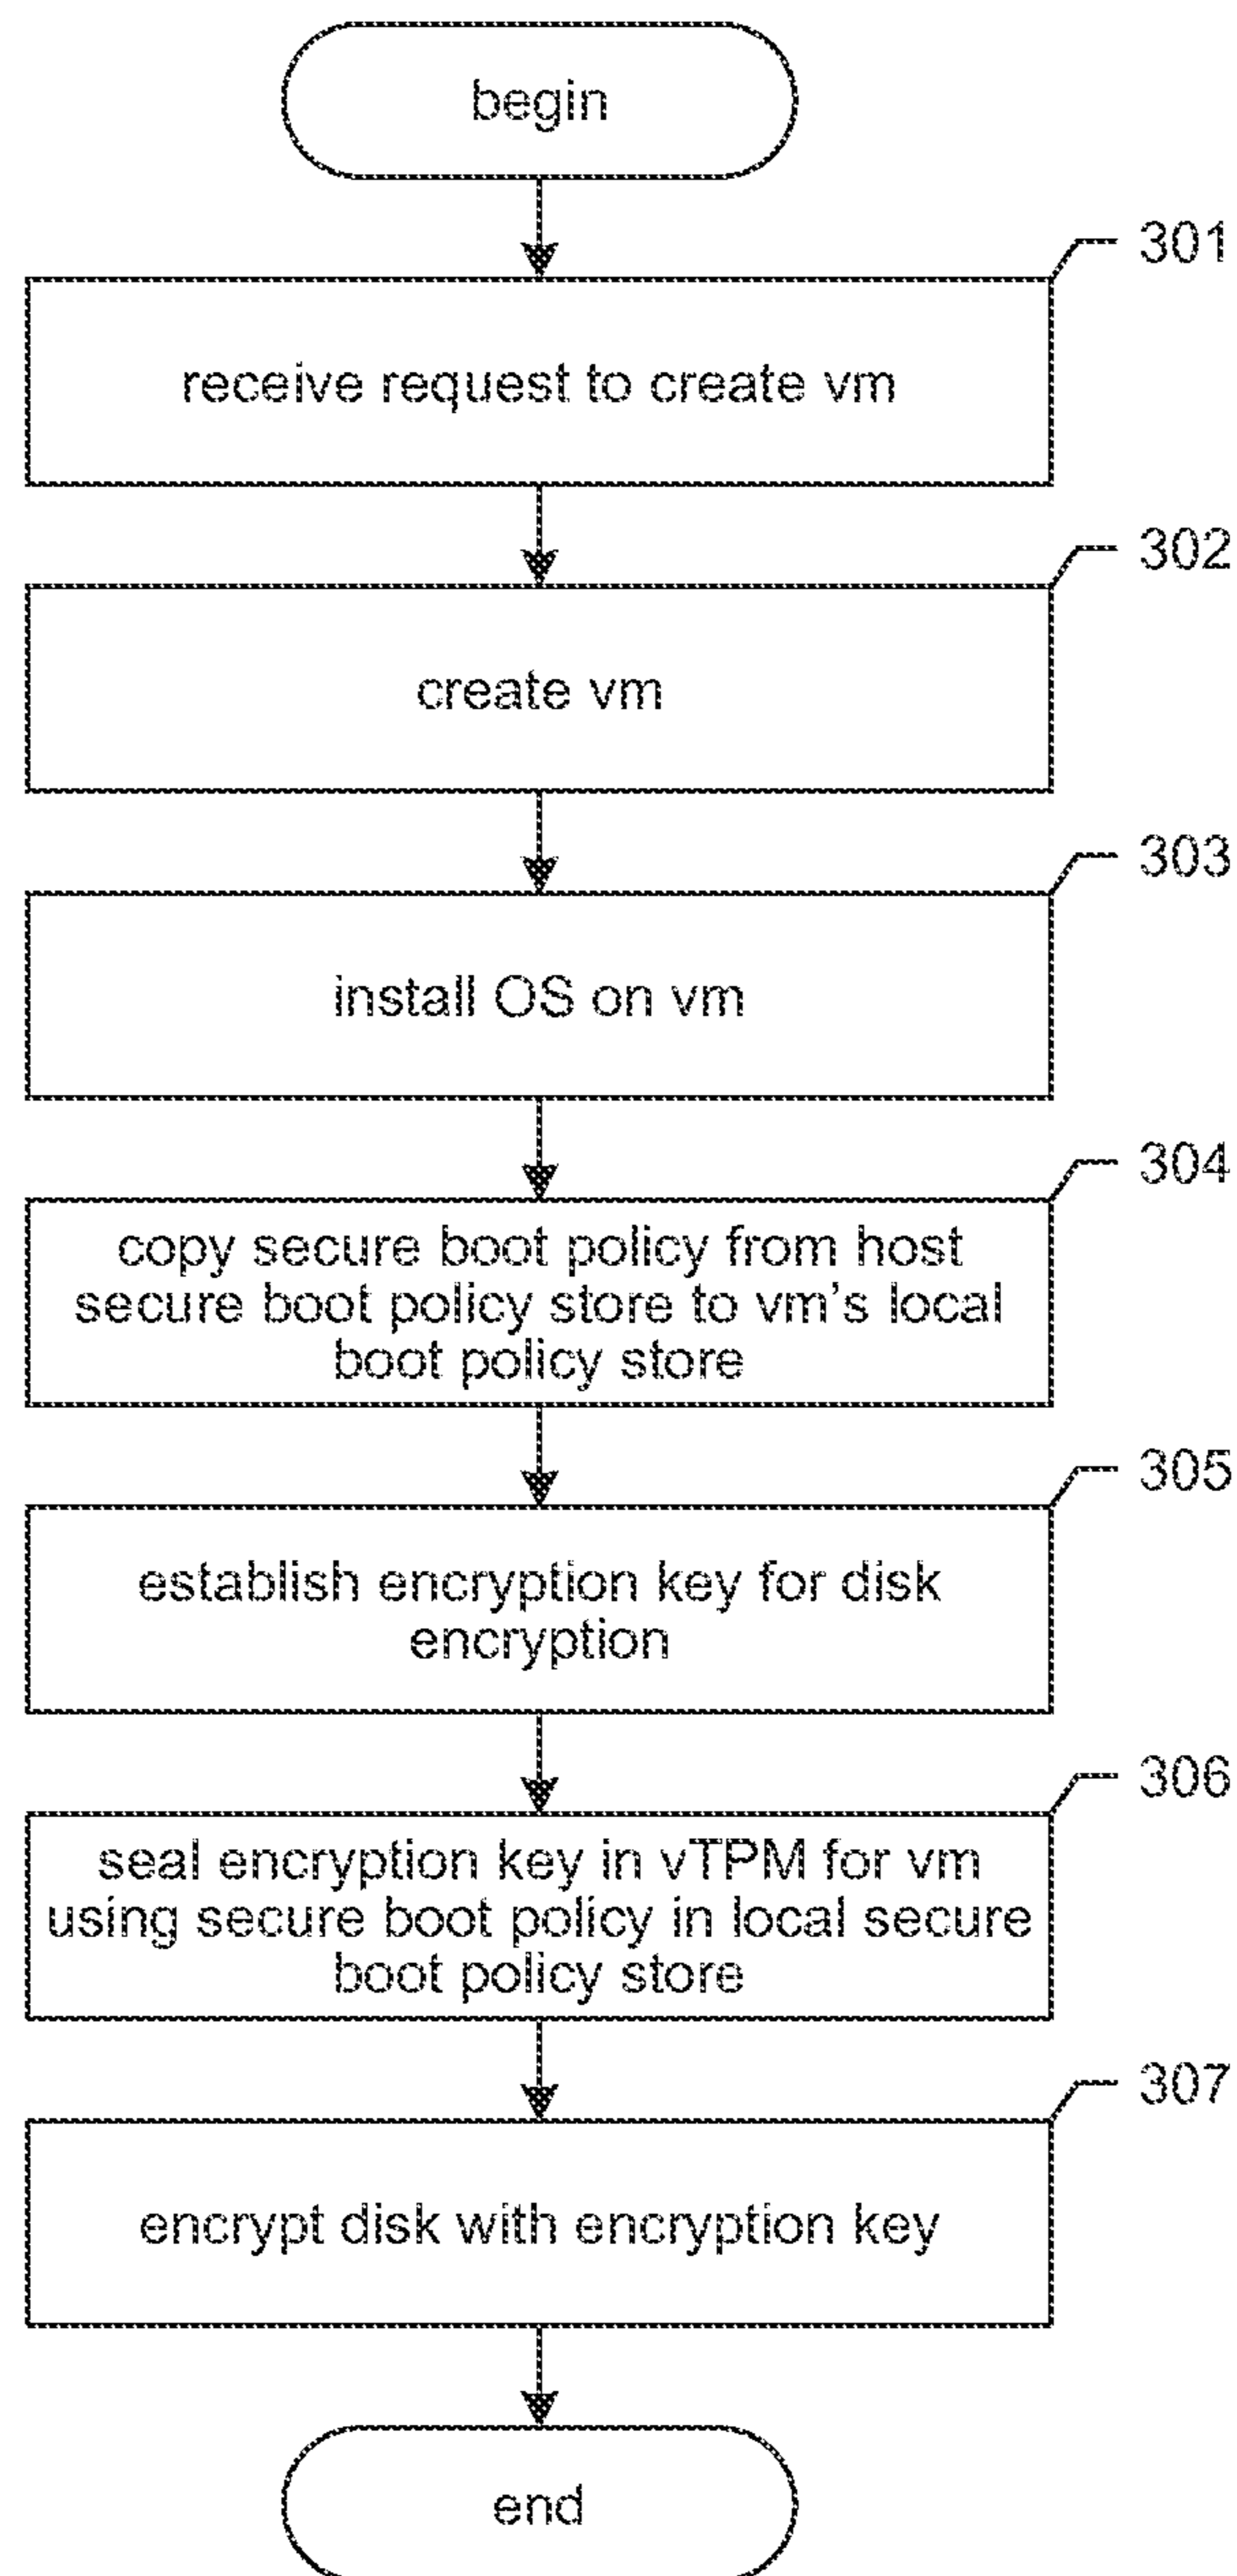 begin
301
receive request to create vm
302
create vm
303
install OS on vm
304
copy secure boot policy from host
secure boot policy store to vm's local
boot policy store
305
establish encryption key for disk
encryption
306
seal encryption key in vTPM for vm
using secure boot policy in local secure
boot policy store
307
encrypt disk with encryption key
end